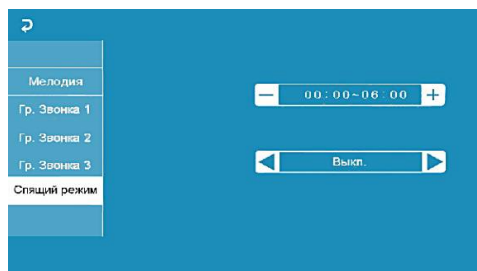 Мелодия
Гр. Звонка 1
Гр. Звонка 2
Гр. Звонка 3
Спящий режим
00:00~06:00
Выкл.